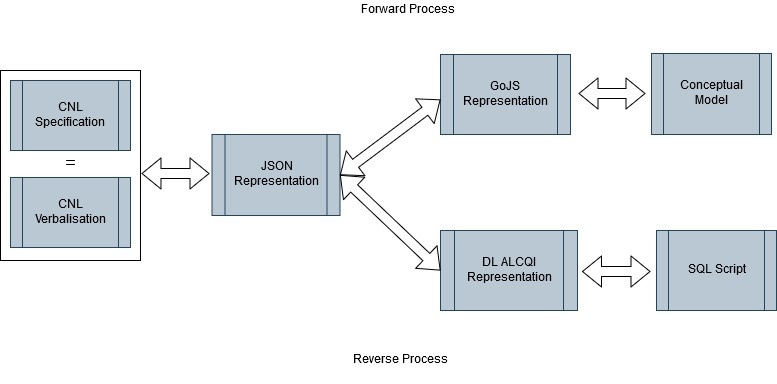 Forward Process
CNL
Specification
=
CNL
Verbalisation
JSON
Representation
GoJS
Representation
Conceptual
Model
DL ALCQI
Representation
SQL Script
Reverse Process